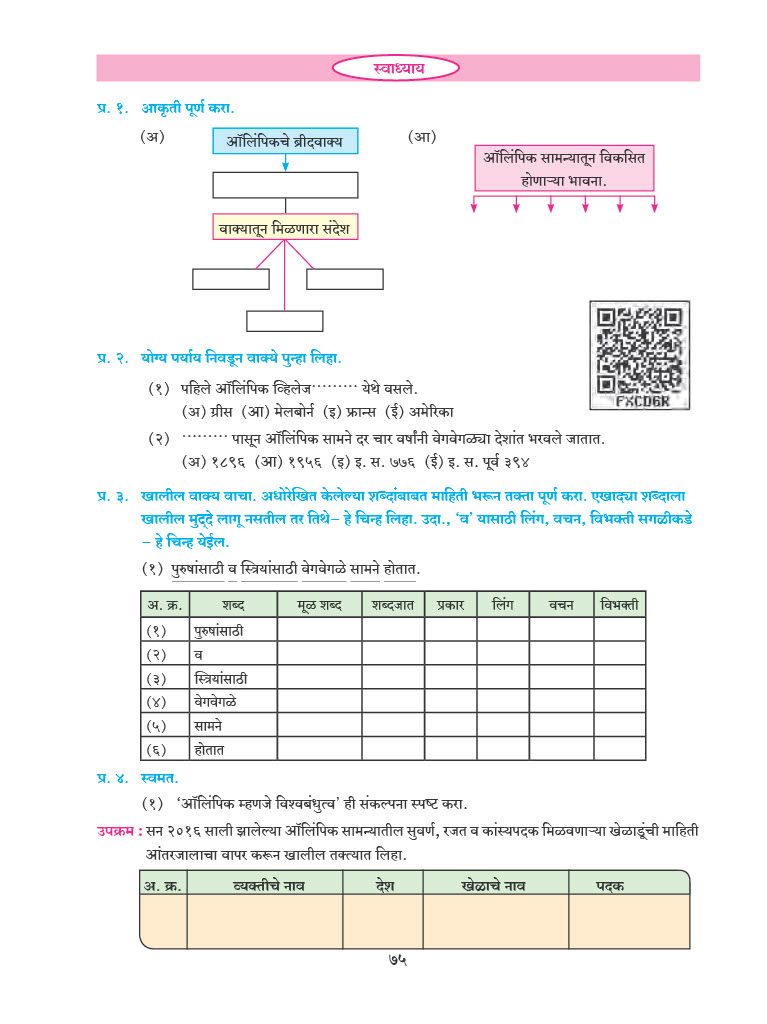 स्वाध्याय
प्र. १. आकृती पूर्ण करा.
(अ)
ऑलिंपिकचे ब्रीदवाक्य
वाक्यातून मिळणारा संदेश
(आ)
ऑलिंपिक सामन्यातून विकसित
होणाऱ्या भावना.
FXCD6R
प्र. २. योग्य पर्याय निवडून वाक्ये पुन्हा लिहा.
(१) पहिले ऑलिंपिक व्हिलेज......... येथे वसले.
(अ) ग्रीस (आ) मेलबोर्न (इ) फ्रान्स (ई) अमेरिका
(२) ......... पासून ऑलिंपिक सामने दर चार वर्षांनी वेगवेगळ्या देशांत भरवले जातात.
(अ) १८९६ (आ) १९५६ (इ) इ. स. ७७६ (ई) इ. स. पूर्व ३९४
प्र. ३. खालील वाक्य वाचा. अधोरेखित केलेल्या शब्दांबाबत माहिती भरून तक्ता पूर्ण करा. एखाद्या शब्दाला
खालील मुद्दे लागू नसतील तर तिथे– हे चिन्ह लिहा. उदा., ‘व’ यासाठी लिंग, वचन, विभक्ती सगळीकडे
– हे चिन्ह येईल.
(१) पुरुषांसाठी व स्त्रियांसाठी वेगवेगळे सामने होतात.
अ. क्र. शब्द मूळ शब्द शब्दजात प्रकार लिंग वचन विभक्ती
(१) पुरुषांसाठी
(२) व
(३) स्त्रियांसाठी
(४) वेगवेगळे
(५) सामने
(६) होतात
प्र. ४. स्वमत.
(१) ‘ऑलिंपिक म्हणजे विश्वबंधुत्व’ ही संकल्पना स्पष्ट करा.
उपक्रम : सन २०१६ साली झालेल्या ऑलिंपिक सामन्यातील सुवर्ण, रजत व कांस्यपदक मिळवणाऱ्या खेळाडूंची माहिती
आंतरजालाचा वापर करून खालील तक्त्यात लिहा.
अ. क्र. व्यक्तीचे नाव देश खेळाचे नाव पदक
७५